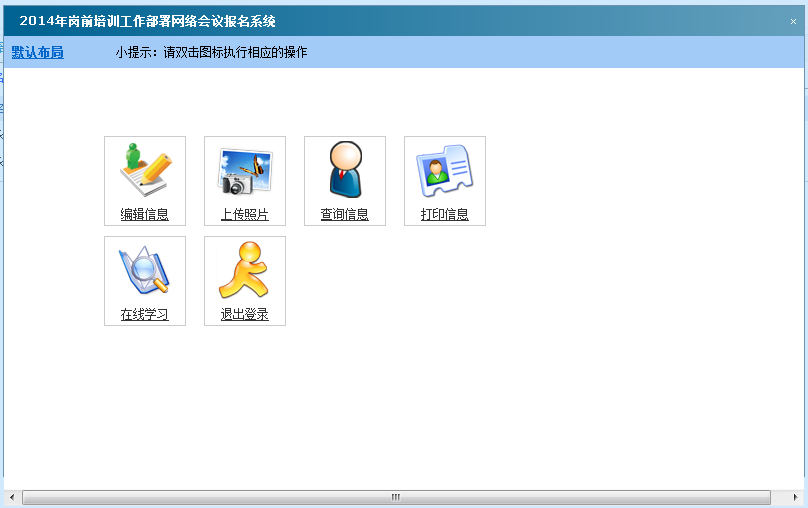 2014年岗前培训工作部署网络会议报名系统
默认布局 小提示：请双击图标执行相应的操作
编辑信息 上传照片 查询信息 打印信息
在线学习 退出登录